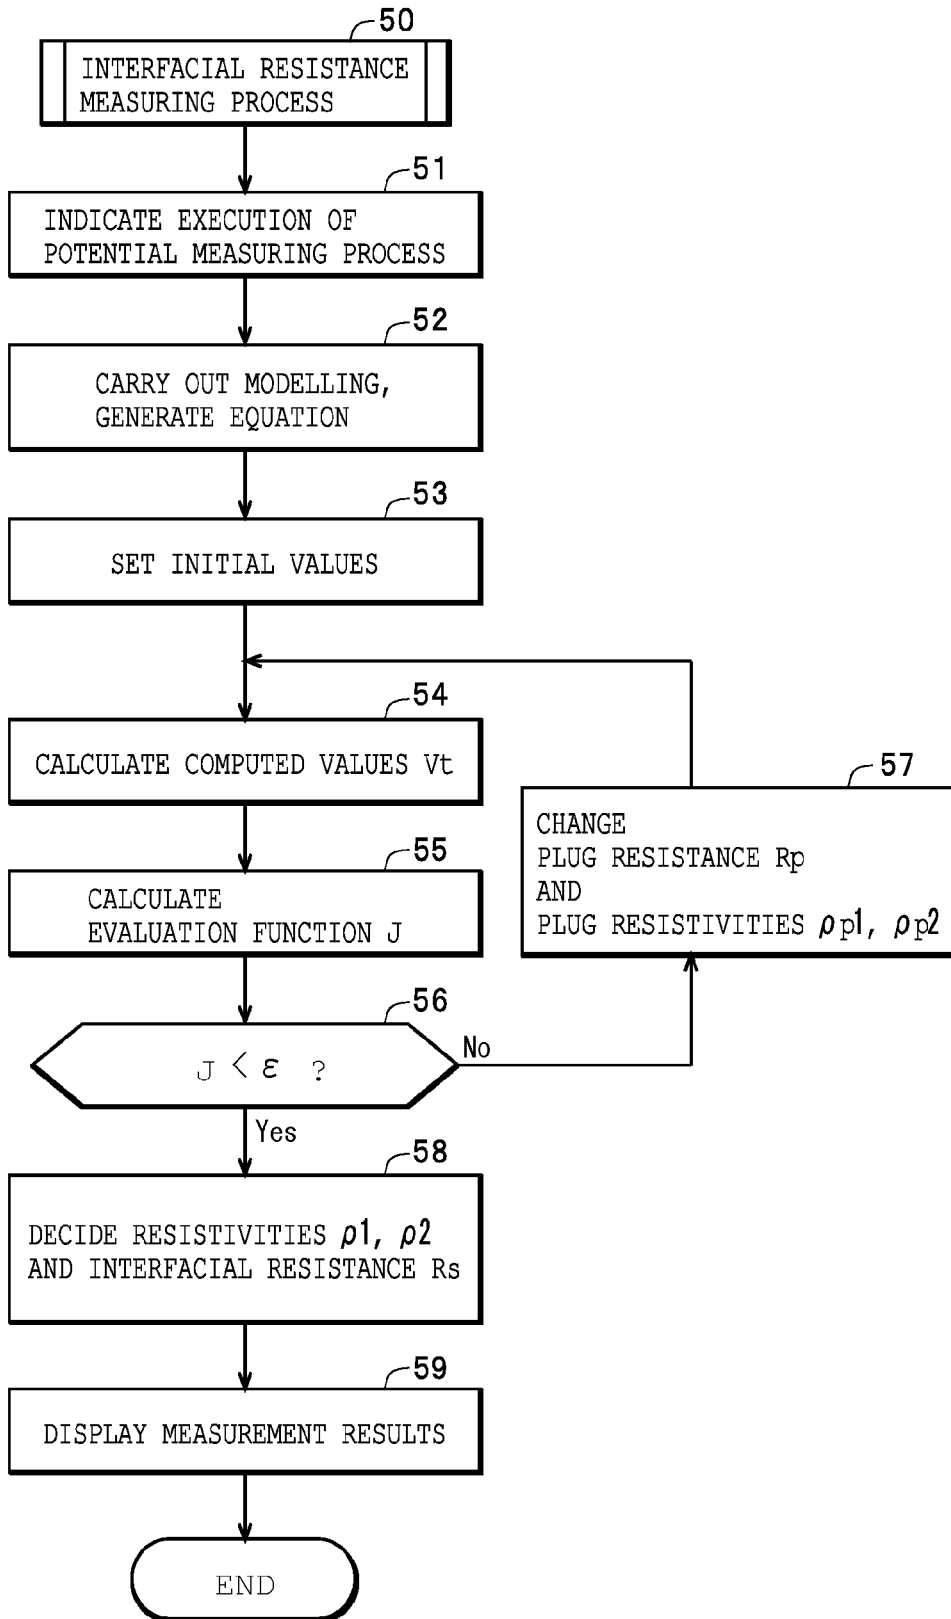 50
INTERFACIAL RESISTANCE
MEASURING PROCESS
51
INDICATE EXECUTION OF
POTENTIAL MEASURING PROCESS
52
CARRY OUT MODELLING,
GENERATE EQUATION
53
SET INITIAL VALUES
54
CALCULATE COMPUTED VALUES Vt
57
CHANGE
PLUG RESISTANCE Rp
AND
PLUG RESISTIVITIES ρp1, ρp2
55
CALCULATE
EVALUATION FUNCTION J
56
J < ε ?
No
Yes
58
DECIDE RESISTIVITIES ρ1, ρ2
AND INTERFACIAL RESISTANCE Rs
59
DISPLAY MEASUREMENT RESULTS
END